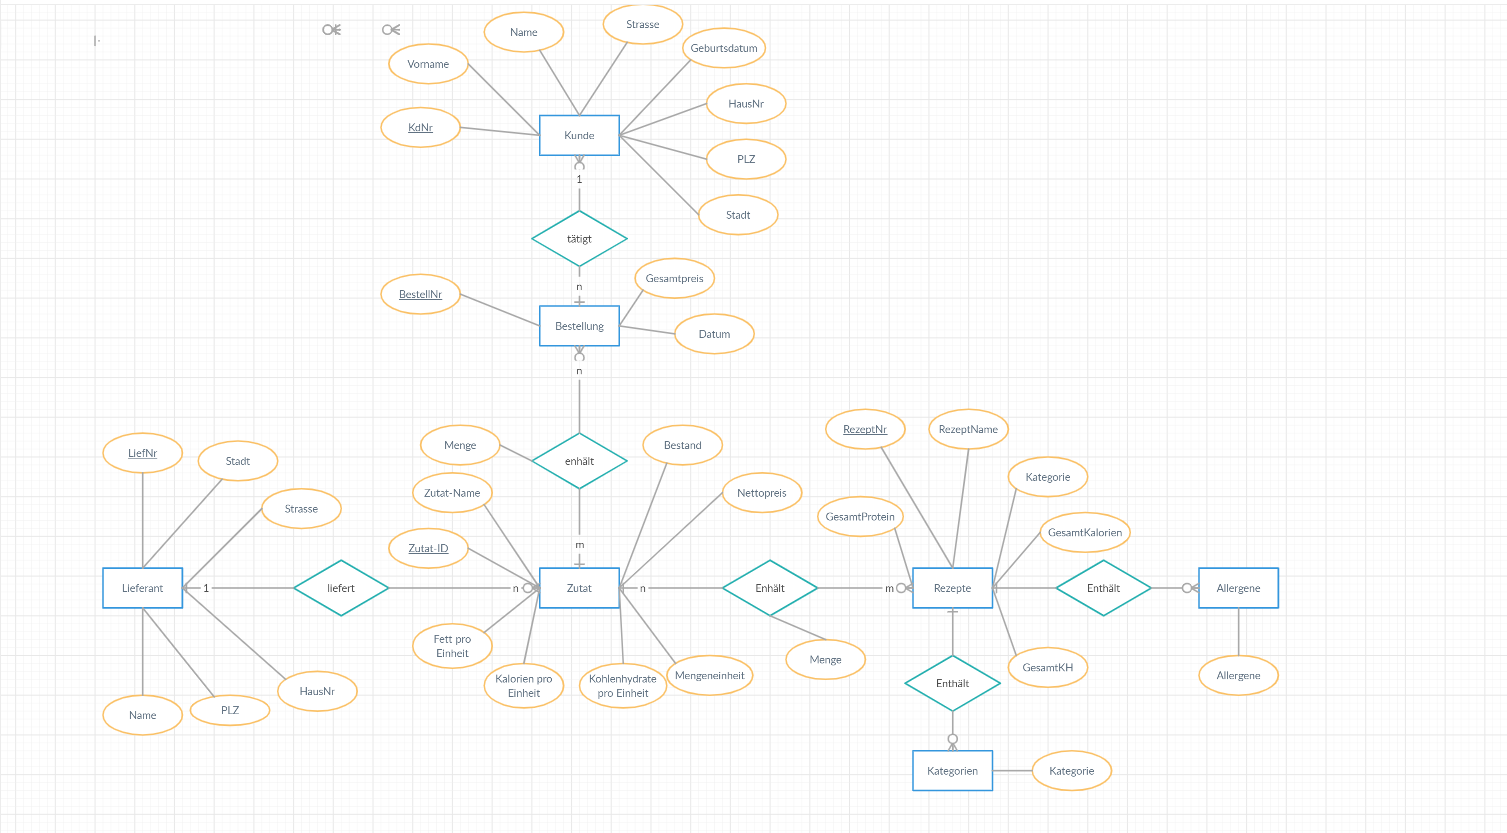 Name
Strasse
Geburtsdatum
Vorname
HausNr
KdNr
Kunde
PLZ
1
Stadt
tätigt
Gesamtpreis
n
BestellNr
Bestellung
Datum
n
RezeptNr
RezeptName
Menge
Bestand
LiefNr
Stadt
enhält
Kategorie
Zutat-Name
Nettopreis
Strasse
GesamtProtein
GesamtKalorien
Zutat-ID
m
Lieferant
1
liefert
n
Zutat
n
Enhält
m
Rezepte
Enthält
Allergene
Fett pro
Einheit
Menge
GesamtKH
Kalorien pro
Einheit
Kohlenhydrate
pro Einheit
Mengeneinheit
Allergene
Enthält
HausNr
PLZ
Name
Kategorien
Kategorie